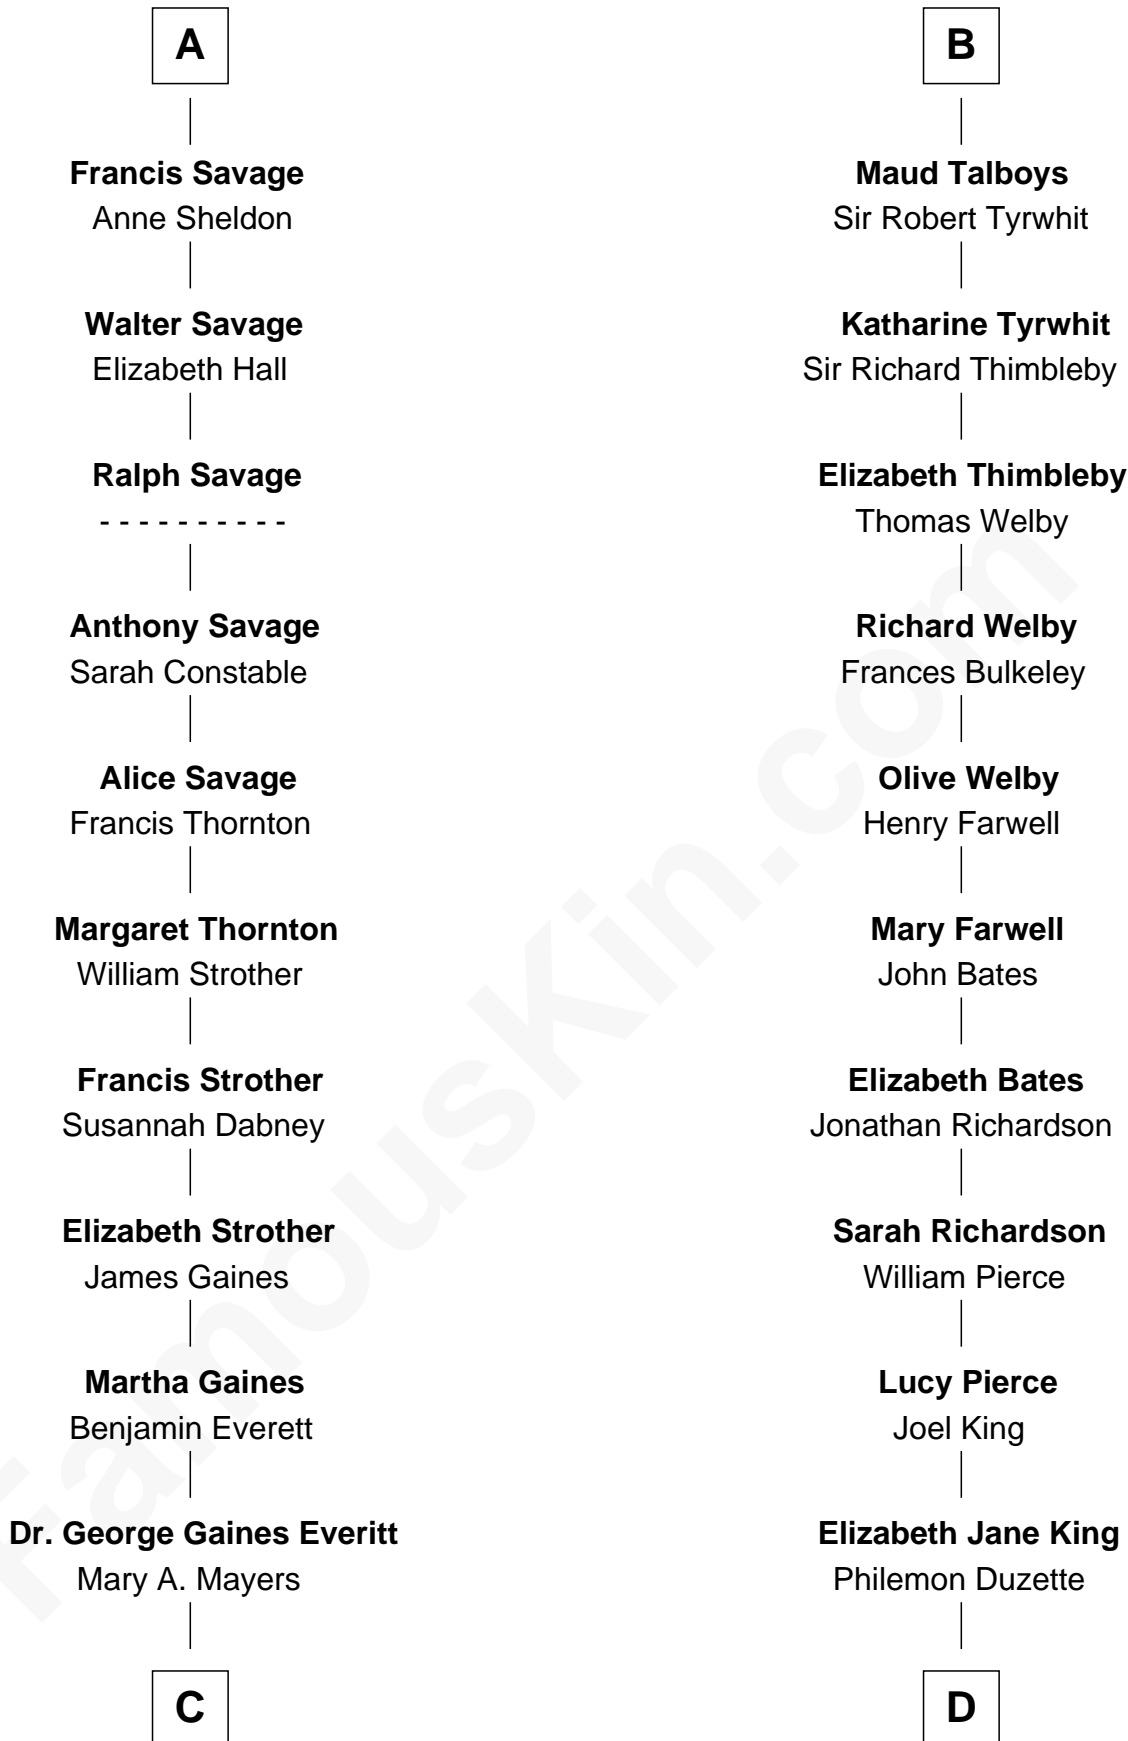 A
Francis Savage
Anne Sheldon
Walter Savage
Elizabeth Hall
Ralph Savage
- - - - - - - - - -
Anthony Savage
Sarah Constable
Alice Savage
Francis Thornton
Margaret Thornton
William Strother
Francis Strother
Susannah Dabney
Elizabeth Strother
James Gaines
Martha Gaines
Benjamin Everett
Dr. George Gaines Everitt
Mary A. Mayers
C
B
Maud Talboys
Sir Robert Tyrwhit
Katharine Tyrwhit
Sir Richard Thimbleby
Elizabeth Thimbleby
Thomas Welby
Richard Welby
Frances Bulkeley
Olive Welby
Henry Farwell
Mary Farwell
John Bates
Elizabeth Bates
Jonathan Richardson
Sarah Richardson
William Pierce
Lucy Pierce
Joel King
Elizabeth Jane King
Philemon Duzette
D
FamousKin.com